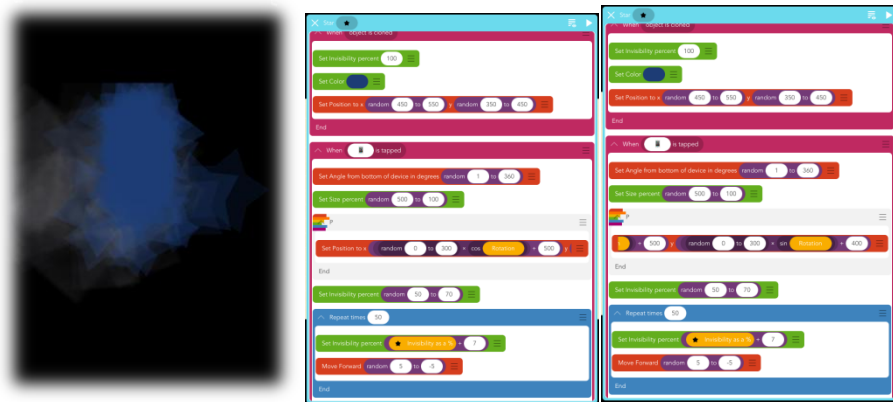 Star
When object is cloned
Set Invisibility percent 100
Set Color
Set Position to x random 450 to 550 y random 350 to 450
End
When is tapped
Set Angle from bottom of device in degrees random 1 to 360
Set Size percent random 500 to 100
P
Set Position to x random 0 to 300 × cos Rotation + 500 y
End
Set Invisibility percent random 50 to 70
Repeat times 50
Set Invisibility percent Invisibility as a % + 7
Move Forward random 5 to -5
End
Star
When object is cloned
Set Invisibility percent 100
Set Color
Set Position to x random 450 to 550 y random 350 to 450
End
When is tapped
Set Angle from bottom of device in degrees random 1 to 360
Set Size percent random 500 to 100
P
+ 500 y random 0 to 300 × sin Rotation + 400
End
Set Invisibility percent random 50 to 70
Repeat times 50
Set Invisibility percent Invisibility as a % + 7
Move Forward random 5 to -5
End